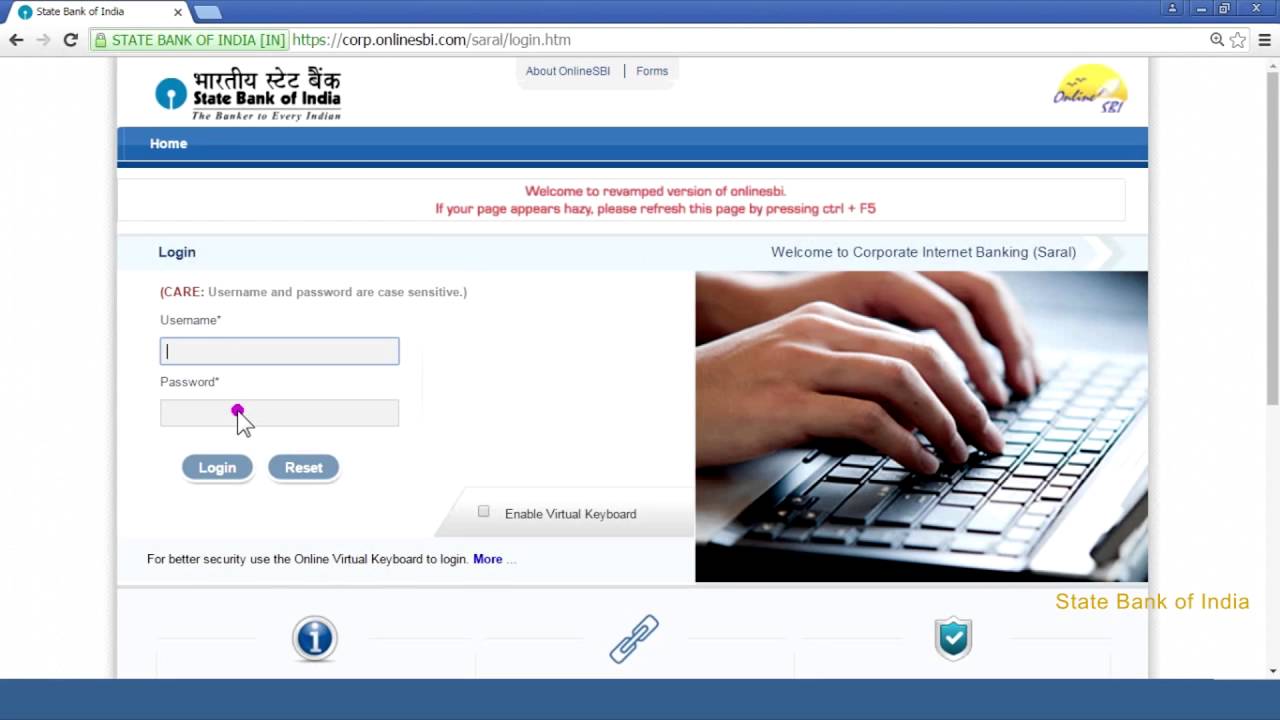 State Bank of India
STATE BANK OF INDIA [IN] https://corp.onlinesbi.com/saral/login.htm
भारतीय स्टेट बैंक
State Bank of India
The Banker to Every Indian
About OnlineSBI | Forms
Online SBI
Home
Welcome to revamped version of onlinesbi.
If your page appears hazy, please refresh this page by pressing ctrl + F5
Login
Welcome to Corporate Internet Banking (Saral)
(CARE: Username and password are case sensitive.)
Username*
Password*
Login Reset
Enable Virtual Keyboard
For better security use the Online Virtual Keyboard to login. More ...
State Bank of India